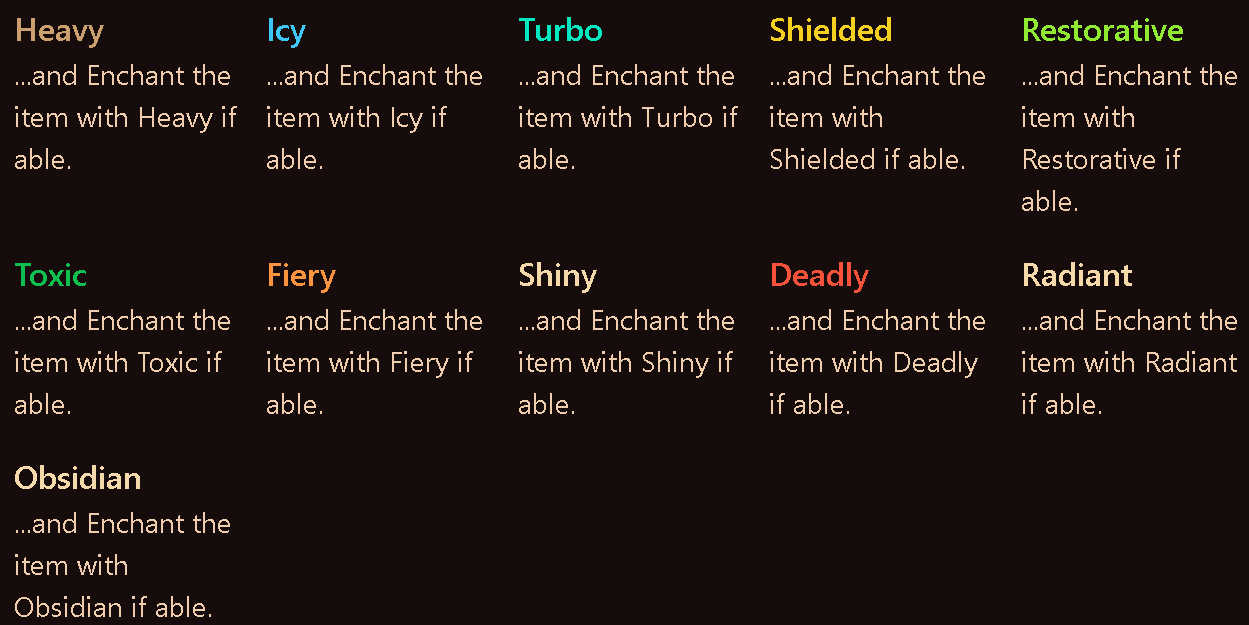 Heavy
...and Enchant the
item with Heavy if
able.
Icy
...and Enchant the
item with Icy if
able.
Turbo
...and Enchant the
item with Turbo if
able.
Shielded
...and Enchant the
item with
Shielded if able.
Restorative
...and Enchant the
item with
Restorative if
able.
Toxic
...and Enchant the
item with Toxic if
able.
Fiery
...and Enchant the
item with Fiery if
able.
Shiny
...and Enchant the
item with Shiny if
able.
Deadly
...and Enchant the
item with Deadly
if able.
Radiant
...and Enchant the
item with Radiant
if able.
Obsidian
...and Enchant the
item with
Obsidian if able.